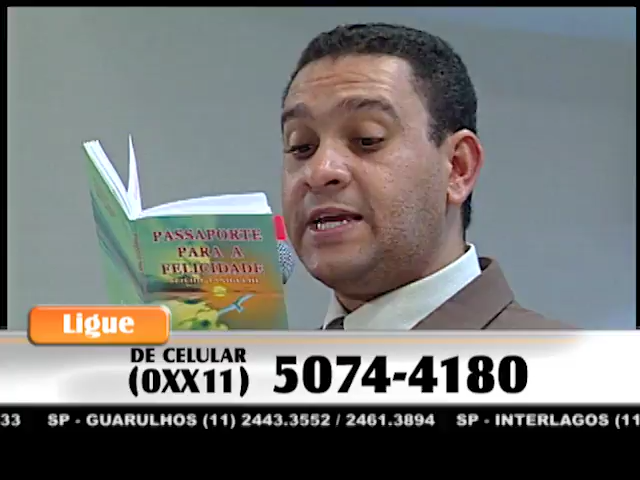 PASSAPORTE
PARA A
FELICIDADE
Ligue
DE CELULAR
(0XX11) 5074-4180
33 SP - GUARULHOS (11) 2443.3552 / 2461.3894 SP - INTERLAGOS (11